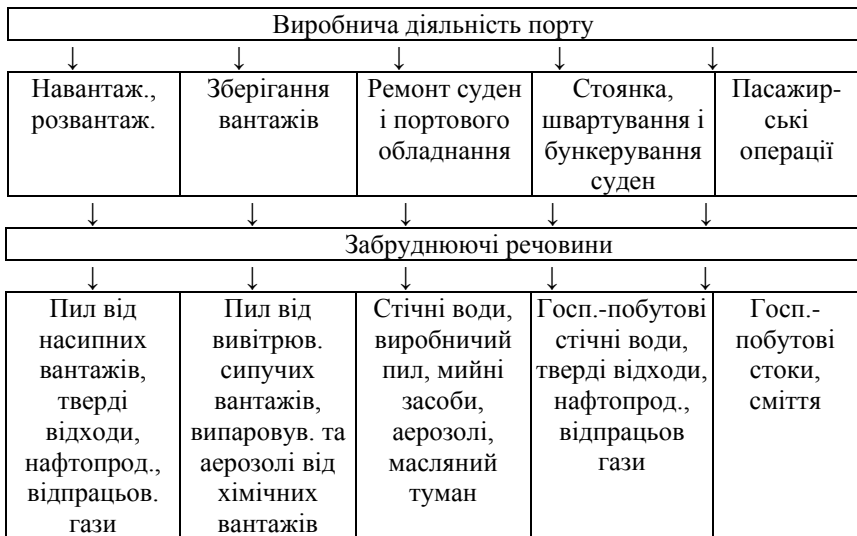 Виробнича діяльність порту
↓ ↓ ↓ ↓ ↓
Навантаж.,
розвантаж.
Зберігання
вантажів
Ремонт суден
і портового
обладнання
Стоянка,
швартування і
бункерування
суден
Пасажир-
ські
операції
↓ ↓ ↓ ↓ ↓
Забруднюючі речовини
↓ ↓ ↓ ↓ ↓
Пил від
насипних
вантажів,
тверді
відходи,
нафтопрод.,
відпрацьов.
гази
Пил від
вивітрюв.
сипучих
вантажів,
випаровув. та
аерозолі від
хімічних
вантажів
Стічні води,
виробничий
пил, мийні
засоби,
аерозолі,
масляний
туман
Госп.-побутові
стічні води,
тверді відходи,
нафтопрод.,
відпрацьов
гази
Госп.-
побутові
стоки,
сміття